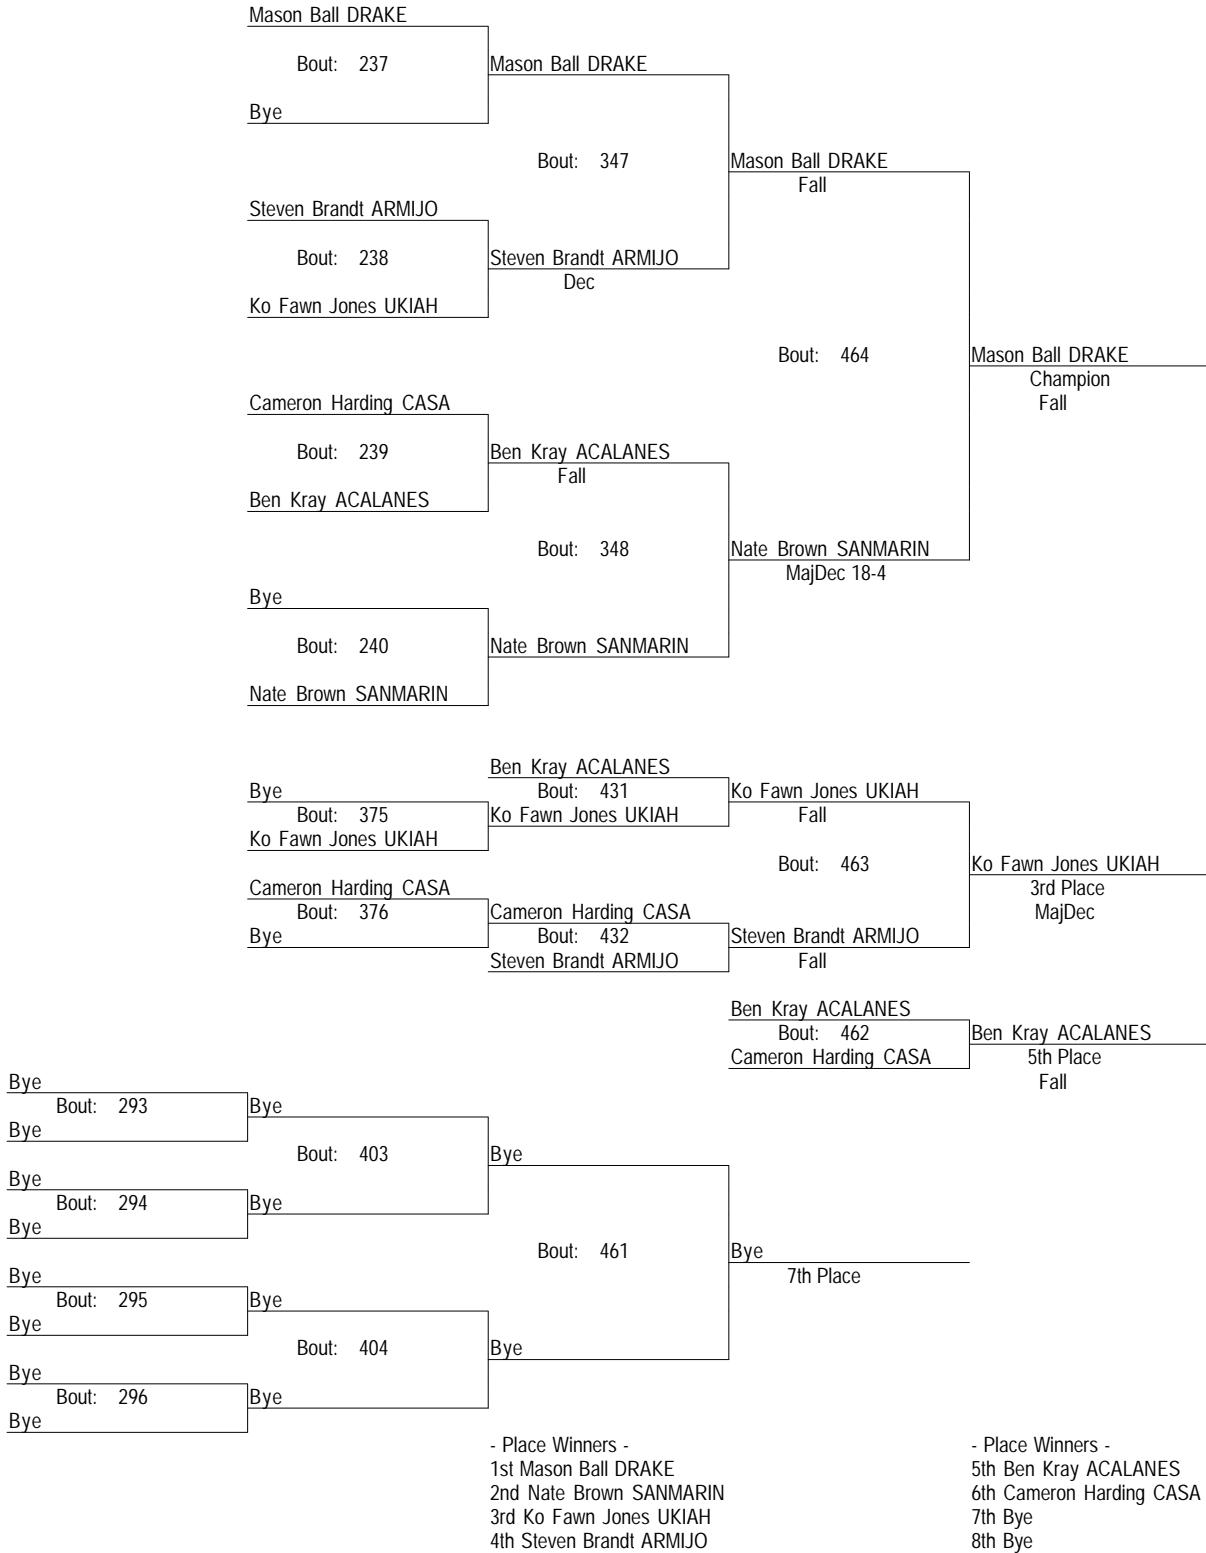 Mason Ball DRAKE
Bout: 237
Mason Ball DRAKE
Bye
Bout: 347
Mason Ball DRAKE
Fall
Steven Brandt ARMIJO
Bout: 238
Steven Brandt ARMIJO
Dec
Ko Fawn Jones UKIAH
Bout: 464
Mason Ball DRAKE
Champion
Fall
Cameron Harding CASA
Bout: 239
Ben Kray ACALANES
Fall
Ben Kray ACALANES
Bout: 348
Nate Brown SANMARIN
MajDec 18-4
Bye
Bout: 240
Nate Brown SANMARIN
Nate Brown SANMARIN
Ben Kray ACALANES
Bye
Bout: 431
Ko Fawn Jones UKIAH
Bout: 375
Ko Fawn Jones UKIAH
Fall
Ko Fawn Jones UKIAH
Bout: 463
Ko Fawn Jones UKIAH
3rd Place
MajDec
Cameron Harding CASA
Bout: 376
Cameron Harding CASA
Bye
Bout: 432
Steven Brandt ARMIJO
Steven Brandt ARMIJO
Fall
Ben Kray ACALANES
Bout: 462
Ben Kray ACALANES
Cameron Harding CASA
5th Place
Fall
Bye
Bout: 293
Bye
Bye
Bout: 403
Bye
Bye
Bout: 294
Bye
Bye
Bout: 461
Bye
7th Place
Bye
Bout: 295
Bye
Bye
Bout: 404
Bye
Bye
Bout: 296
Bye
Bye
- Place Winners -
1st Mason Ball DRAKE
2nd Nate Brown SANMARIN
3rd Ko Fawn Jones UKIAH
4th Steven Brandt ARMIJO
- Place Winners -
5th Ben Kray ACALANES
6th Cameron Harding CASA
7th Bye
8th Bye